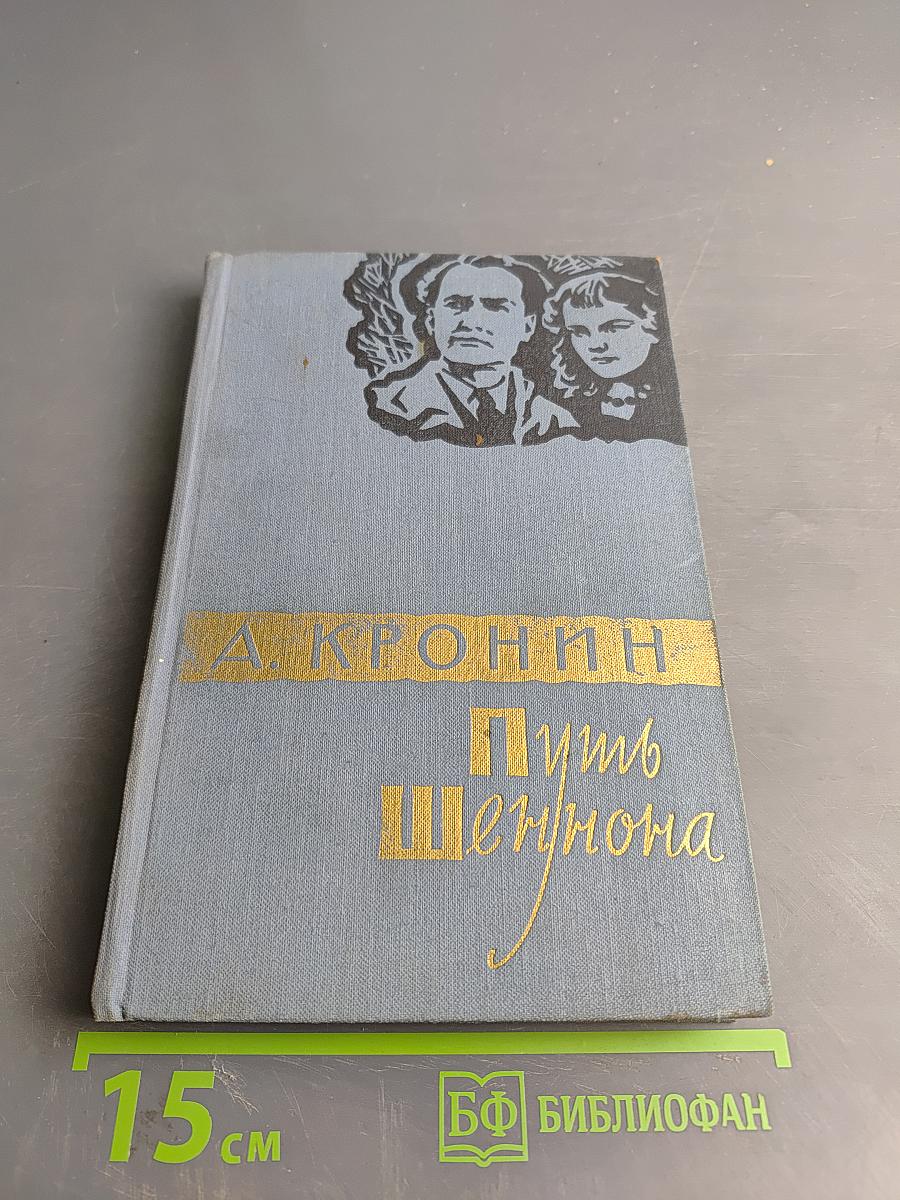 А. КРОНИН
Путь
Шеннона
15 см
БФ БИБЛИОФАН